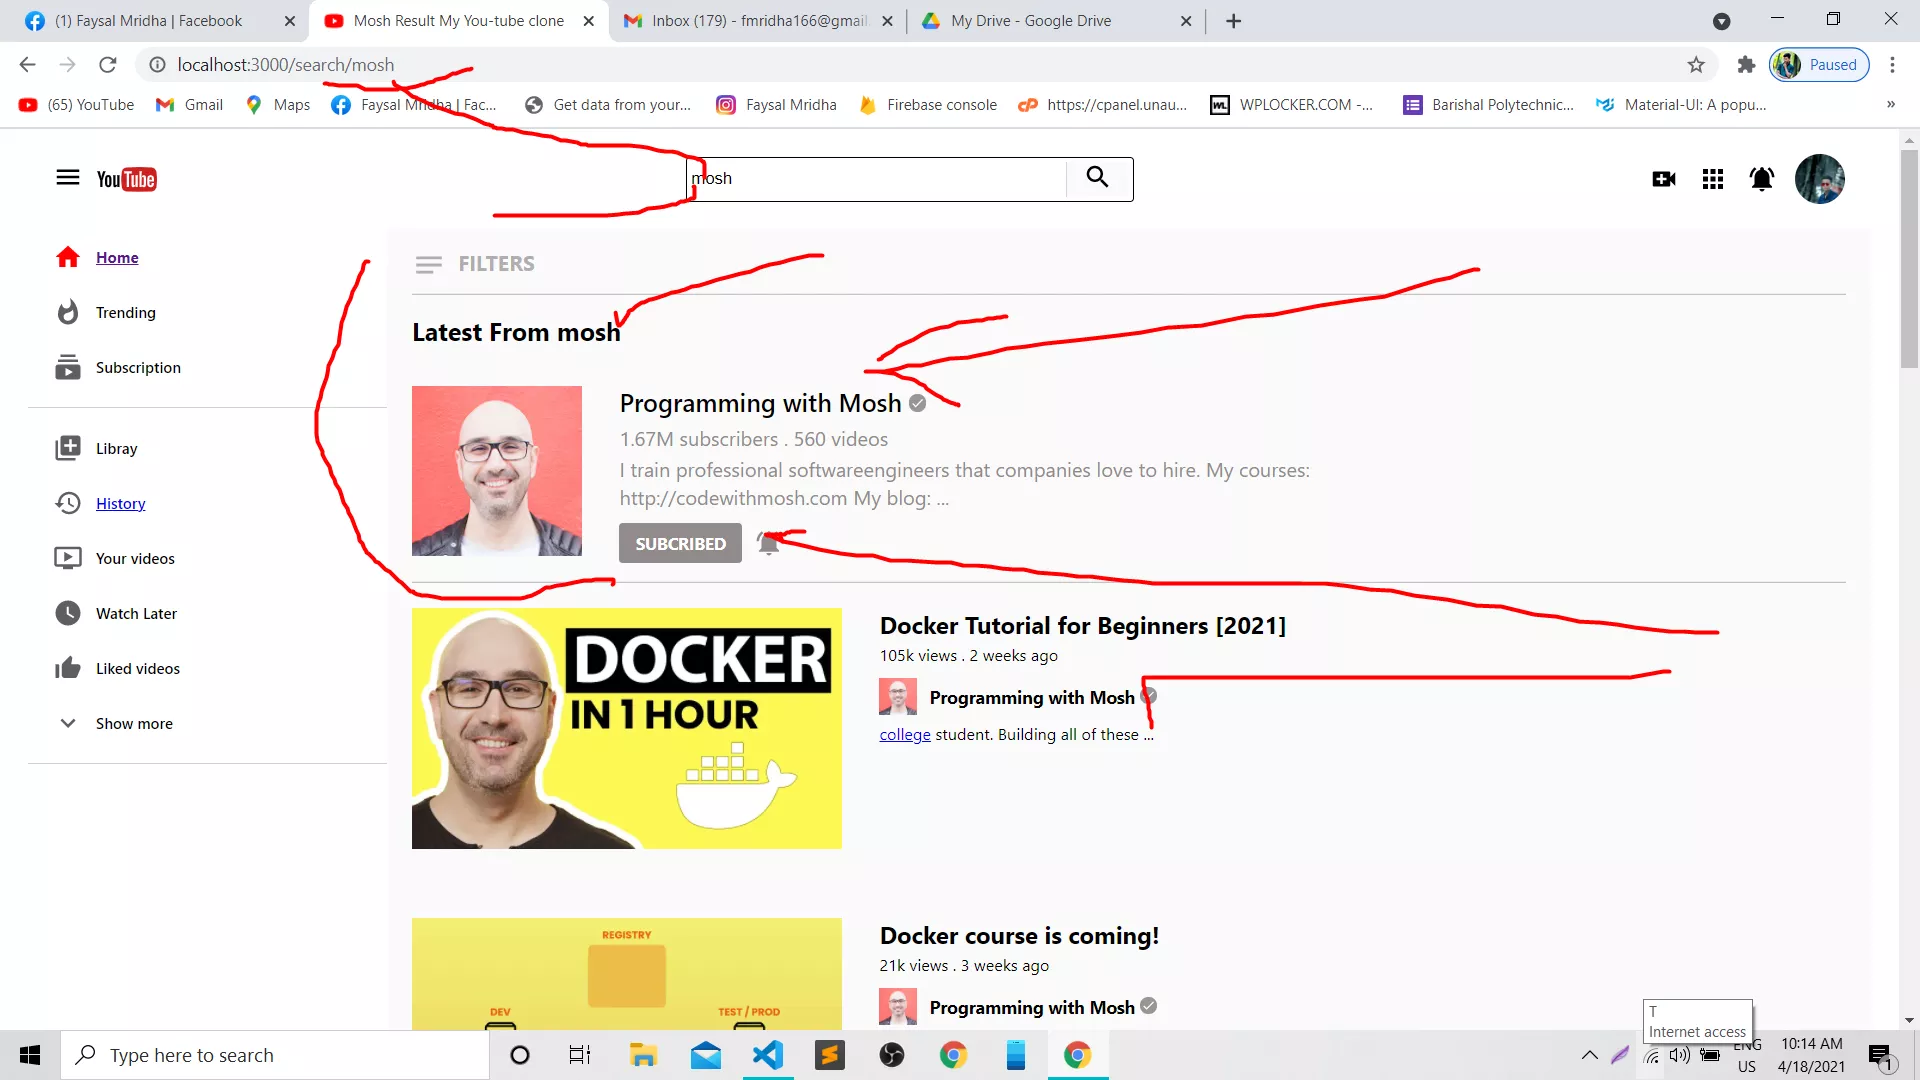 (1) Faysal Mridha | Facebook
Mosh Result My You-tube clone
Inbox (179) - fmridha166@gmail.
My Drive - Google Drive
localhost:3000/search/mosh
Paused
(65) YouTube
Gmail
Maps
Faysal Mridha | Fac...
Get data from your...
Faysal Mridha
Firebase console
https://cpanel.unau...
WL
WPLOCKER.COM -...
Barishal Polytechnic...
Material-UI: A popu...
»
YouTube
mosh
Home
Trending
Subscription
Libray
History
Your videos
Watch Later
Liked videos
Show more
FILTERS
Latest From mosh
Programming with Mosh
1.67M subscribers . 560 videos
I train professional softwareengineers that companies love to hire. My courses:
http://codewithmosh.com My blog: ...
SUBCRIBED
DOCKER
IN 1 HOUR
Docker Tutorial for Beginners [2021]
105k views . 2 weeks ago
Programming with Mosh
college student. Building all of these ...
REGISTRY
DEV
TEST / PROD
Docker course is coming!
21k views . 3 weeks ago
Programming with Mosh
T
Internet access
Type here to search
ENG
US
10:14 AM
4/18/2021
1